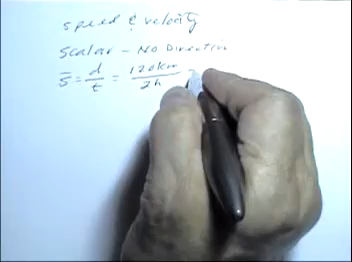 speed & velocity
scalar - No Direction
s̄ = d/t = 120km/2h